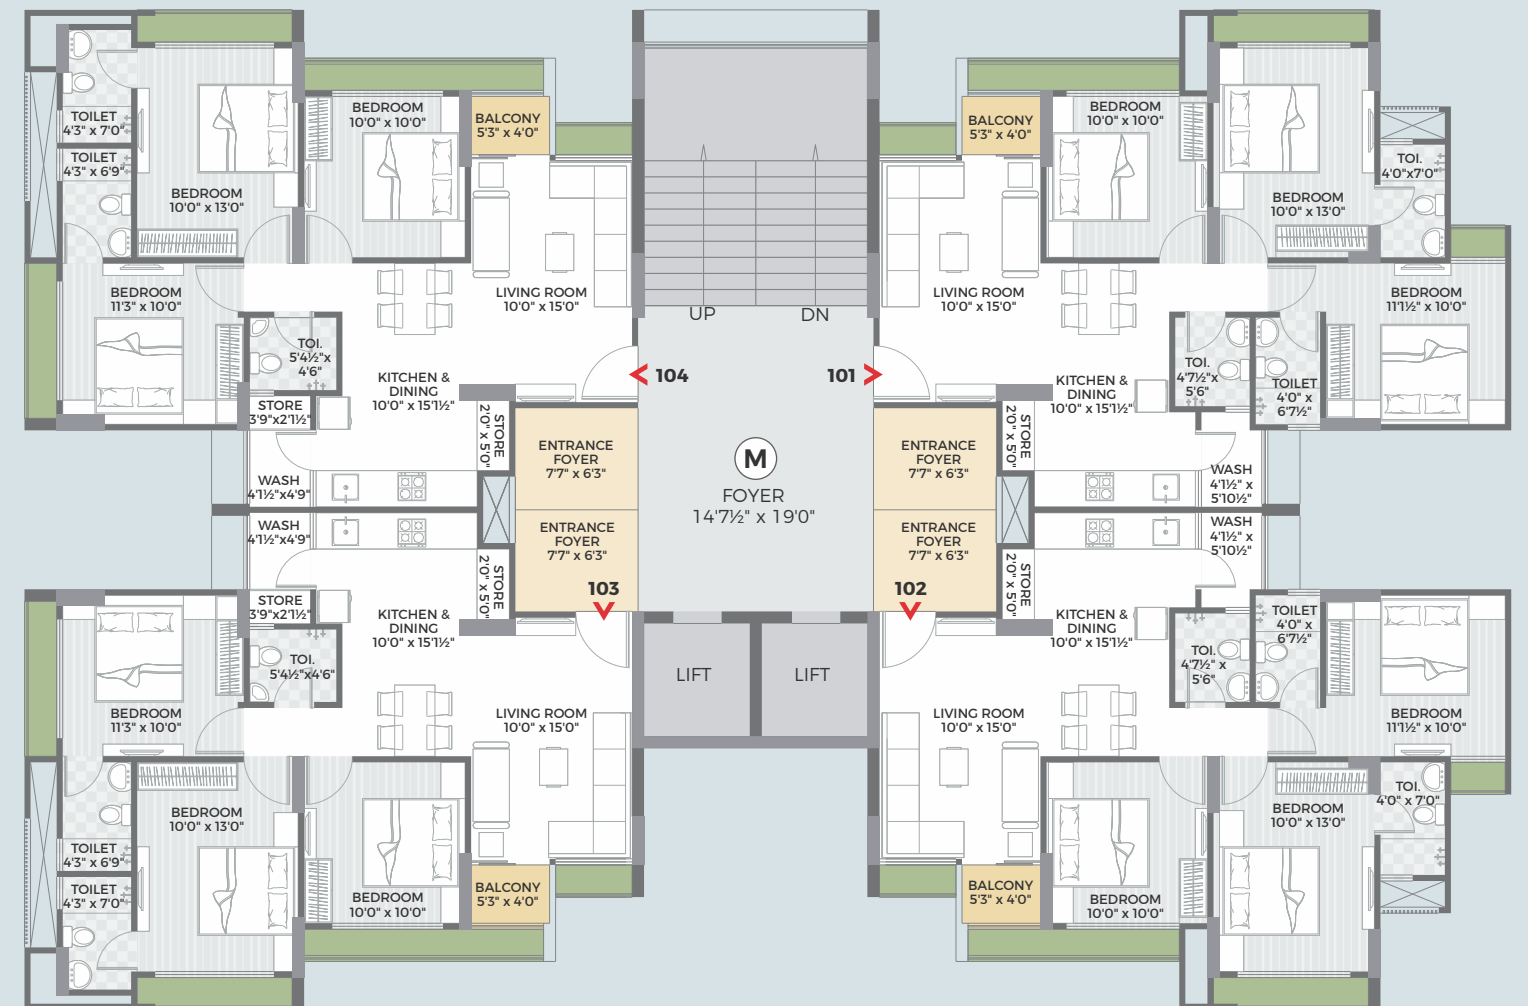 TOILET
4'3" x 7'0"
TOILET
4'3" x 6'9"
BEDROOM
10'0" x 13'0"
BEDROOM
10'0" x 10'0"
BALCONY
5'3" x 4'0"
BEDROOM
11'3" x 10'0"
LIVING ROOM
10'0" x 15'0"
TOI.
5'4½"x
4'6"
KITCHEN &
DINING
10'0" x 15'1½"
STORE
3'9"x2'1½"
STORE
2'0" x 5'0"
WASH
4'1½"x4'9"
ENTRANCE
FOYER
7'7" x 6'3"
104
UP
DN
101
M
FOYER
14'7½" x 19'0"
BALCONY
5'3" x 4'0"
BEDROOM
10'0" x 10'0"
BEDROOM
10'0" x 13'0"
TOI.
4'0"x7'0"
LIVING ROOM
10'0" x 15'0"
BEDROOM
11'1½" x 10'0"
TOI.
4'7½"x
5'6"
TOILET
4'0" x
6'7½"
KITCHEN &
DINING
10'0" x 15'1½"
STORE
2'0" x 5'0"
ENTRANCE
FOYER
7'7" x 6'3"
WASH
4'1½" x
5'10½"
WASH
4'1½"x4'9"
STORE
3'9"x2'1½"
STORE
2'0" x 5'0"
ENTRANCE
FOYER
7'7" x 6'3"
103
KITCHEN &
DINING
10'0" x 15'1½"
TOI.
5'4½"x4'6"
BEDROOM
11'3" x 10'0"
LIVING ROOM
10'0" x 15'0"
BEDROOM
10'0" x 13'0"
TOILET
4'3" x 6'9"
TOILET
4'3" x 7'0"
BEDROOM
10'0" x 10'0"
BALCONY
5'3" x 4'0"
LIFT
LIFT
ENTRANCE
FOYER
7'7" x 6'3"
102
STORE
2'0" x 5'0"
WASH
4'1½" x
5'10½"
KITCHEN &
DINING
10'0" x 15'1½"
TOILET
4'0" x
6'7½"
TOI.
4'7½" x
5'6"
LIVING ROOM
10'0" x 15'0"
BEDROOM
11'1½" x 10'0"
TOI.
4'0" x 7'0"
BEDROOM
10'0" x 13'0"
BALCONY
5'3" x 4'0"
BEDROOM
10'0" x 10'0"